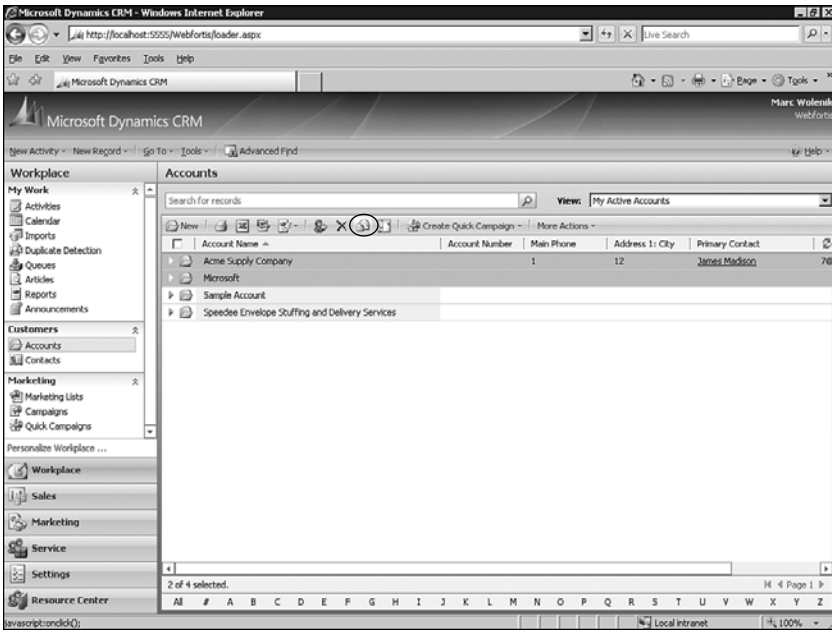 Microsoft Dynamics CRM - Windows Internet Explorer
http://localhost:5555/Webfortis/loader.aspx
Live Search
File Edit View Favorites Tools Help
Microsoft Dynamics CRM
Page
Tools
Marc Wolenik
Webfortis
Microsoft Dynamics CRM
New Activity
New Record
Go To
Tools
Advanced Find
Help
Workplace
Accounts
My Work
Activities
Calendar
Imports
Duplicate Detection
Queues
Articles
Reports
Announcements
Customers
Accounts
Contacts
Marketing
Marketing Lists
Campaigns
Quick Campaigns
Personalize Workplace ...
Workplace
Sales
Marketing
Service
Settings
Resource Center
Search for records
View: My Active Accounts
New
Create Quick Campaign
More Actions
Account Name Account Number Main Phone Address 1: City Primary Contact
Acme Supply Company 1 12 James Madison 70
Microsoft
Sample Account
Speedee Envelope Stuffing and Delivery Services
2 of 4 selected.
Page 1
All # A B C D E F G H I J K L M N O P Q R S T U V W X Y Z
javascript:onclick();
Local intranet
100%